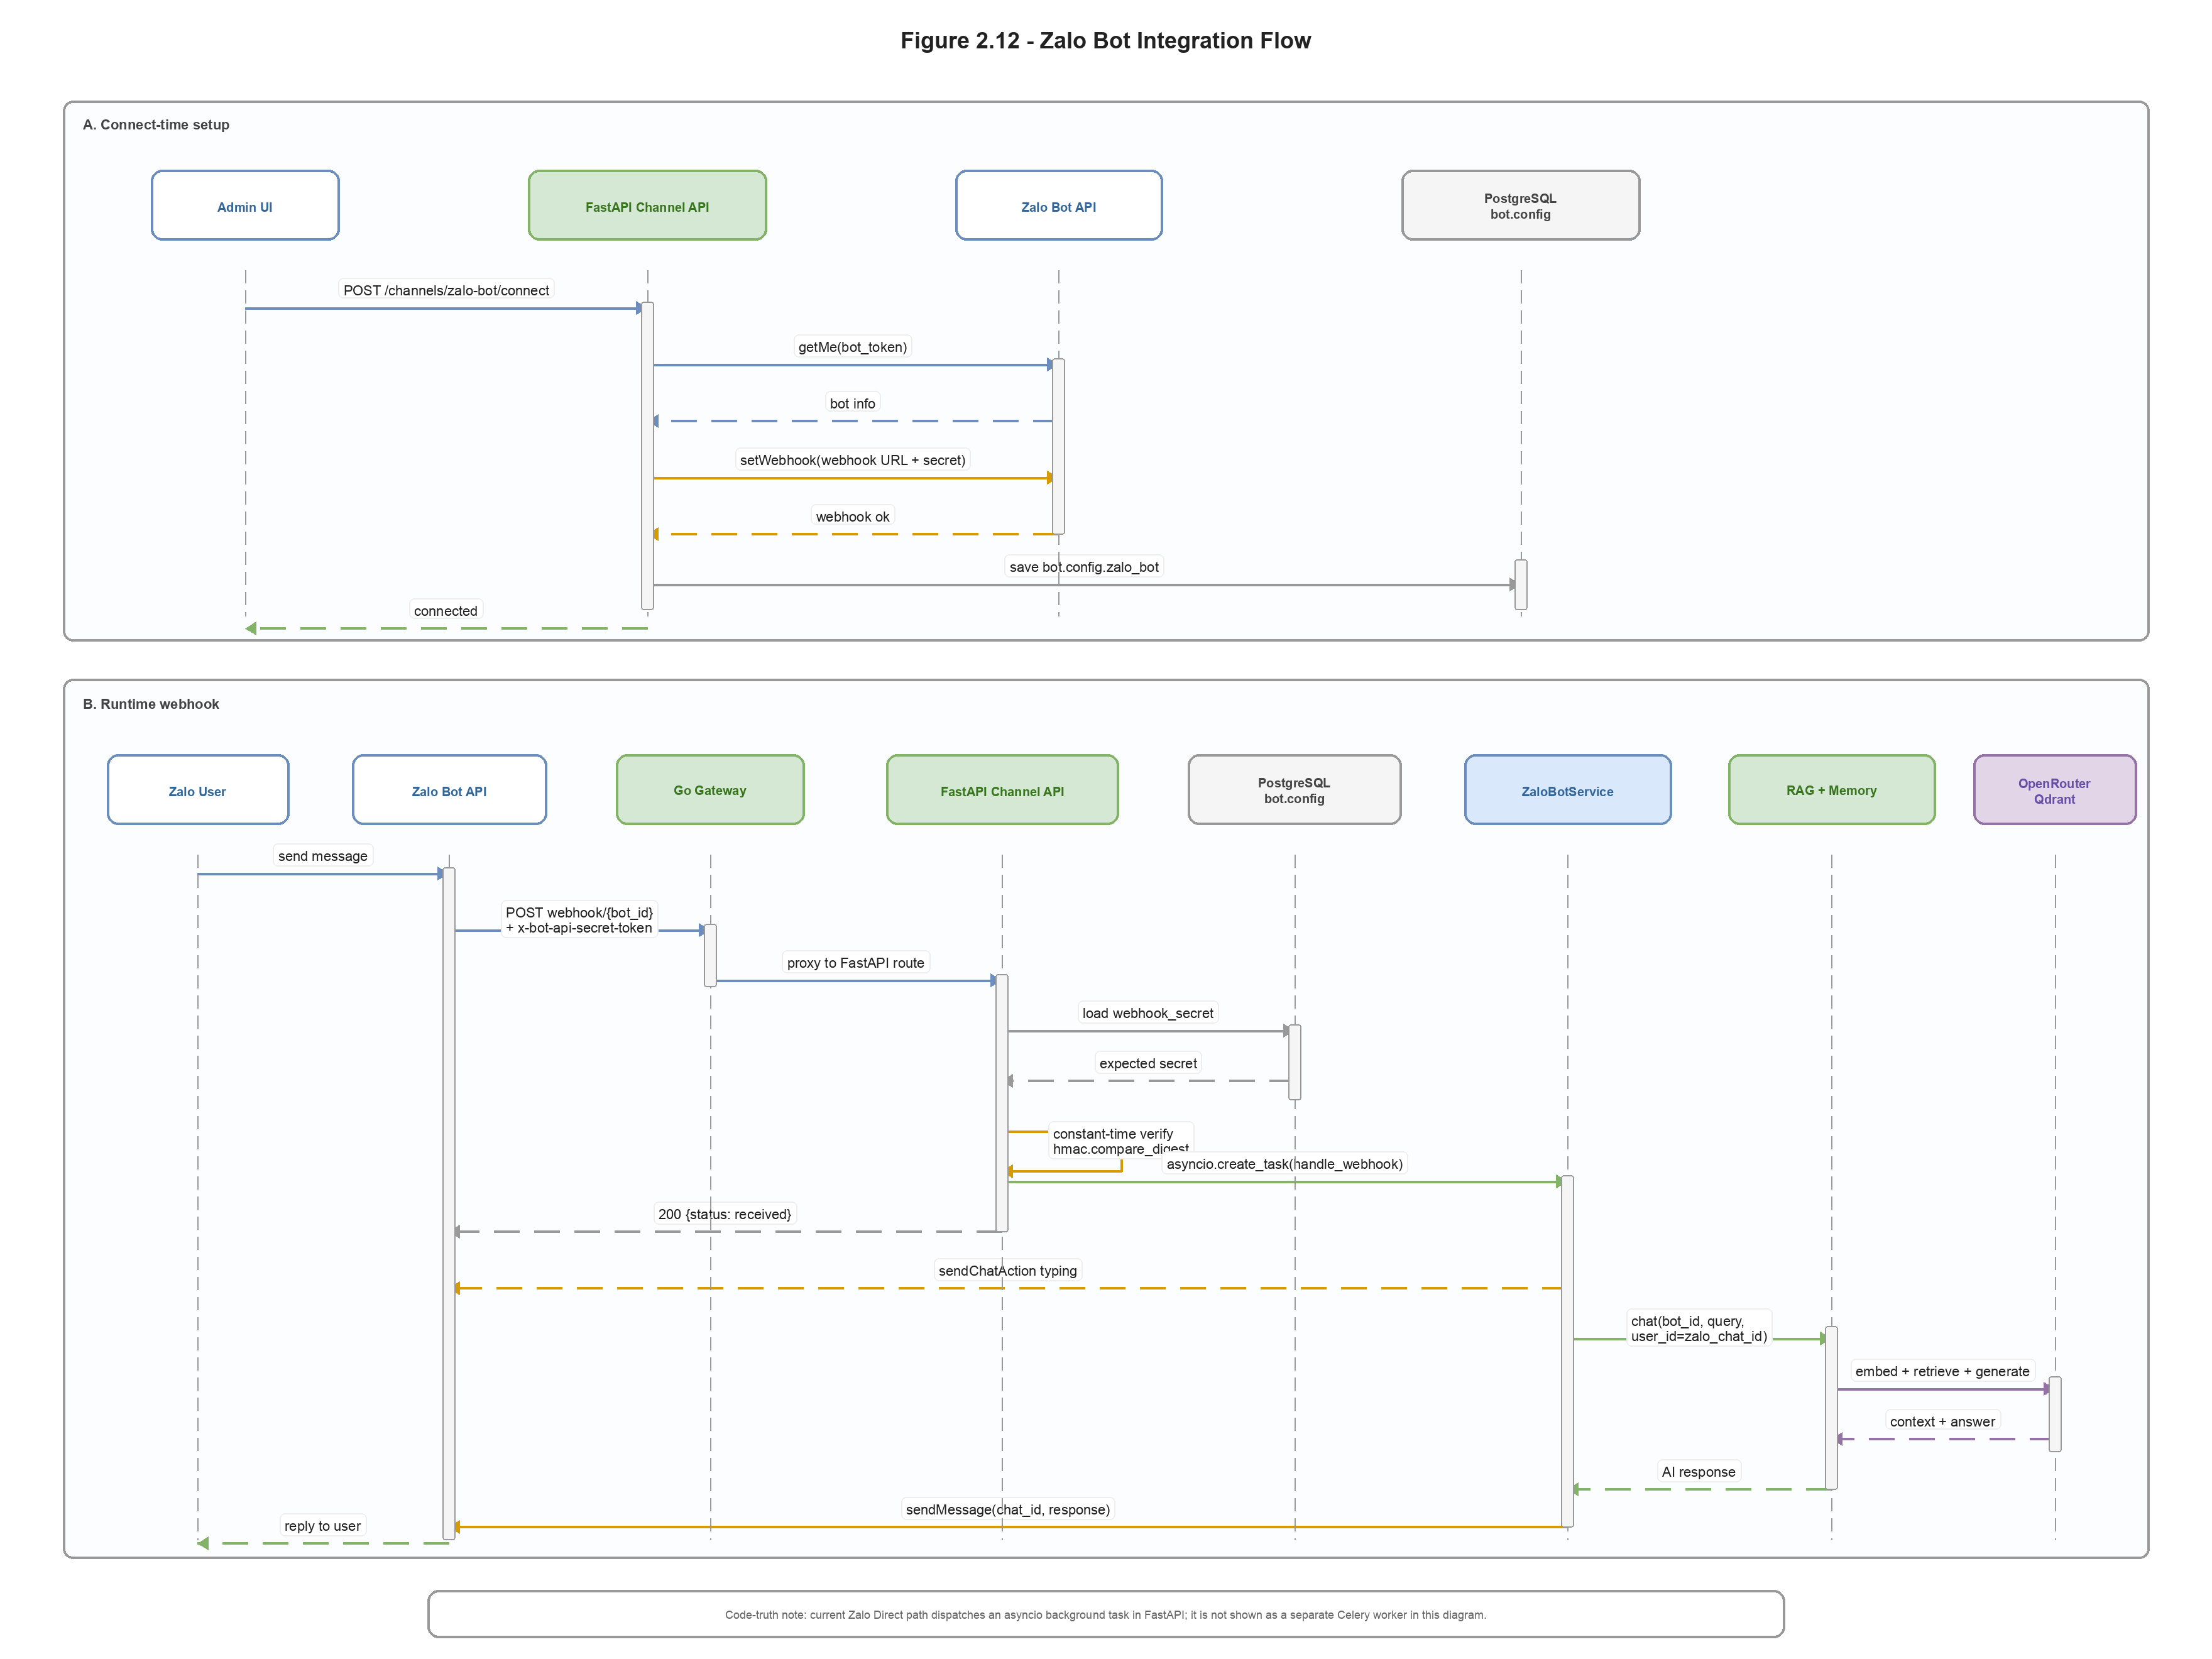 Figure 2.12 - Zalo Bot Integration Flow
A. Connect-time setup
Admin UI
FastAPI Channel API
Zalo Bot API
PostgreSQL
bot.config
POST /channels/zalo-bot/connect
getMe(bot_token)
bot info
setWebhook(webhook URL + secret)
webhook ok
save bot.config.zalo_bot
connected
B. Runtime webhook
Zalo User
Zalo Bot API
Go Gateway
FastAPI Channel API
PostgreSQL
bot.config
ZaloBotService
RAG + Memory
OpenRouter
Qdrant
send message
POST webhook/{bot_id}
+ x-bot-api-secret-token
proxy to FastAPI route
load webhook_secret
expected secret
constant-time verify
hmac.compare_digest
asyncio.create_task(handle_webhook)
200 {status: received}
sendChatAction typing
chat(bot_id, query,
user_id=zalo_chat_id)
embed + retrieve + generate
context + answer
AI response
sendMessage(chat_id, response)
reply to user
Code-truth note: current Zalo Direct path dispatches an asyncio background task in FastAPI; it is not shown as a separate Celery worker in this diagram.